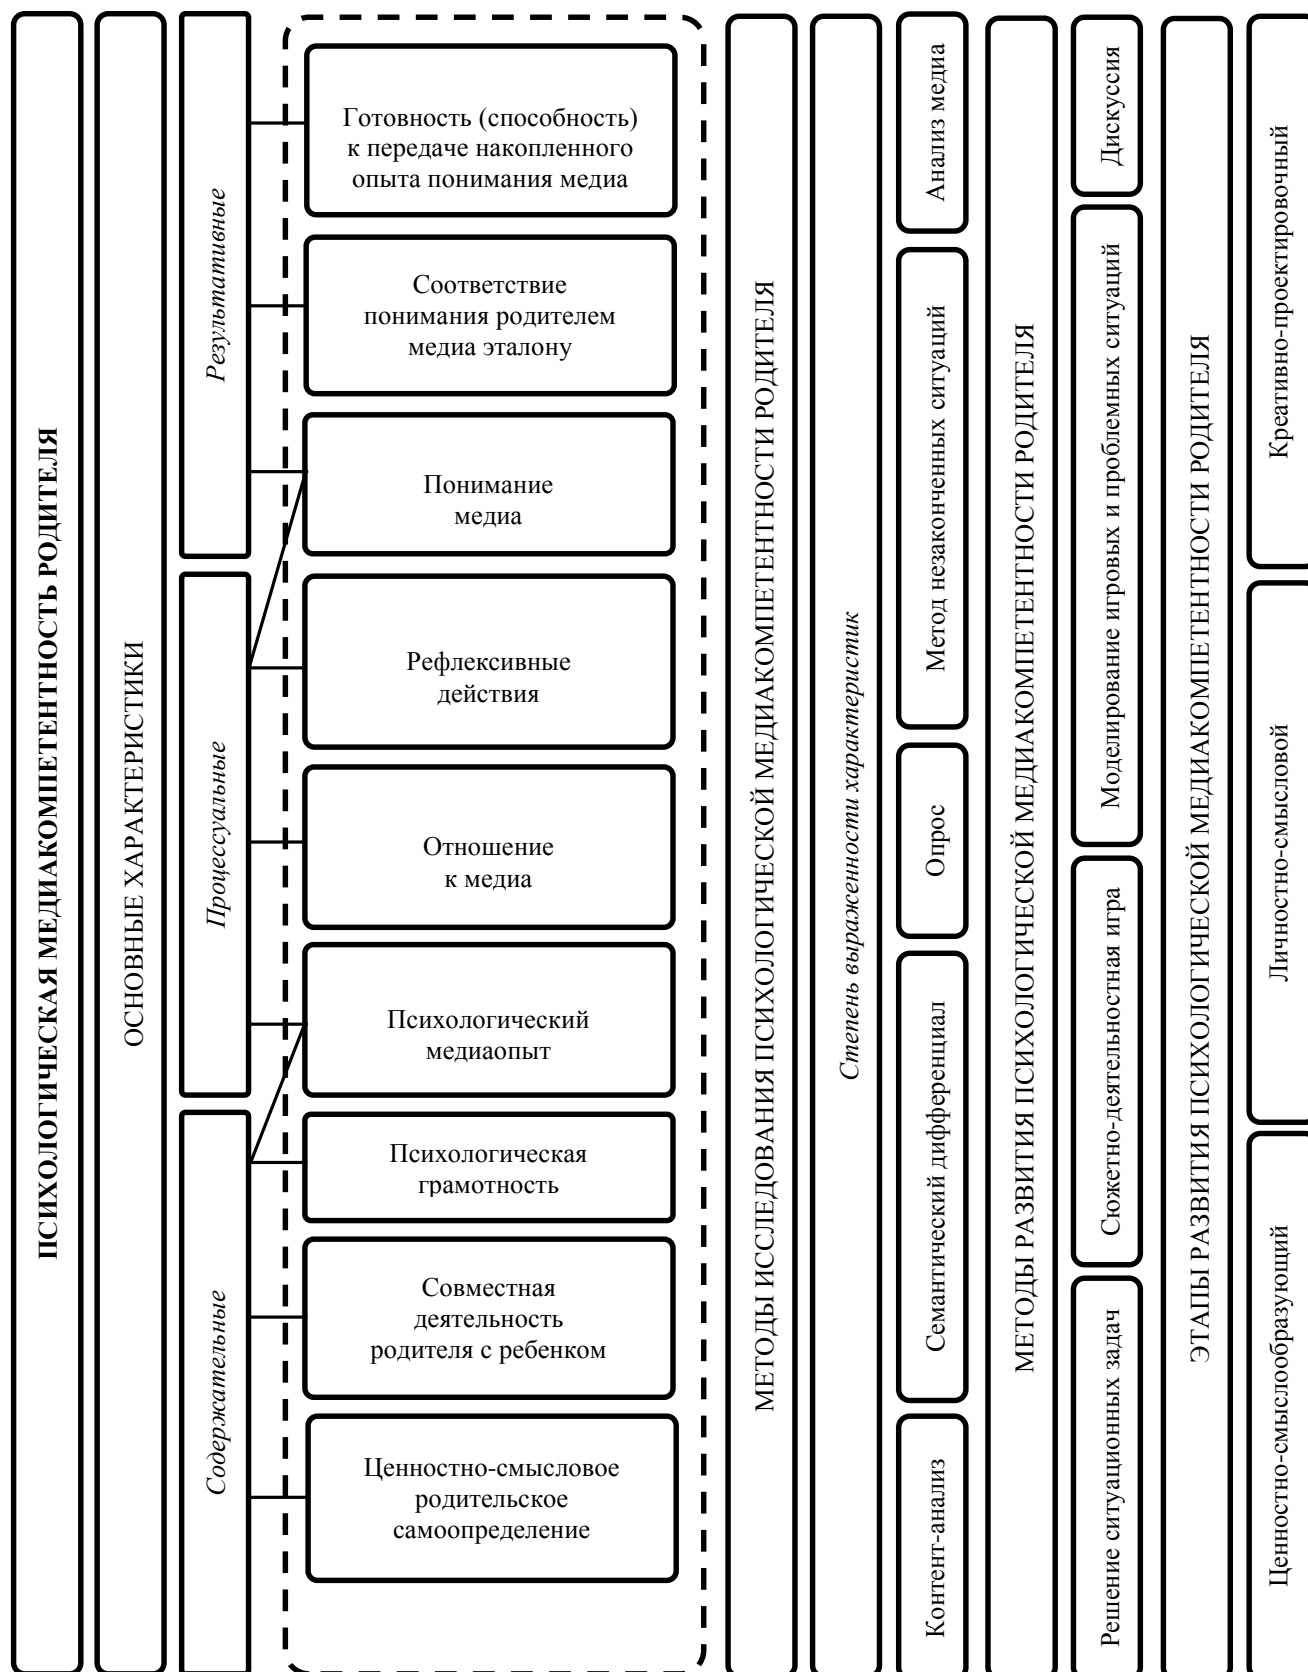 ПСИХОЛОГИЧЕСКАЯ МЕДИАКОМПЕТЕНТНОСТЬ РОДИТЕЛЯ
ОСНОВНЫЕ ХАРАКТЕРИСТИКИ
Содержательные
Процессуальные
Результативные
Готовность (способность)
к передаче накопленного
опыта понимания медиа
Соответствие
понимания родителем
медиа эталону
Понимание
медиа
Рефлексивные
действия
Отношение
к медиа
Психологический
медиаопыт
Психологическая
грамотность
Совместная
деятельность
родителя с ребенком
Ценностно-смысловое
родительское
самоопределение
МЕТОДЫ ИССЛЕДОВАНИЯ ПСИХОЛОГИЧЕСКОЙ МЕДИАКОМПЕТЕНТНОСТИ РОДИТЕЛЯ
Степень выраженности характеристик
Контент-анализ
Семантический дифференциал
Опрос
Метод незаконченных ситуаций
Анализ медиа
МЕТОДЫ РАЗВИТИЯ ПСИХОЛОГИЧЕСКОЙ МЕДИАКОМПЕТЕНТНОСТИ РОДИТЕЛЯ
Решение ситуационных задач
Сюжетно-деятельностная игра
Моделирование игровых и проблемных ситуаций
Дискуссия
ЭТАПЫ РАЗВИТИЯ ПСИХОЛОГИЧЕСКОЙ МЕДИАКОМПЕТЕНТНОСТИ РОДИТЕЛЯ
Ценностно-смыслообразующий
Личностно-смысловой
Креативно-проектировочный